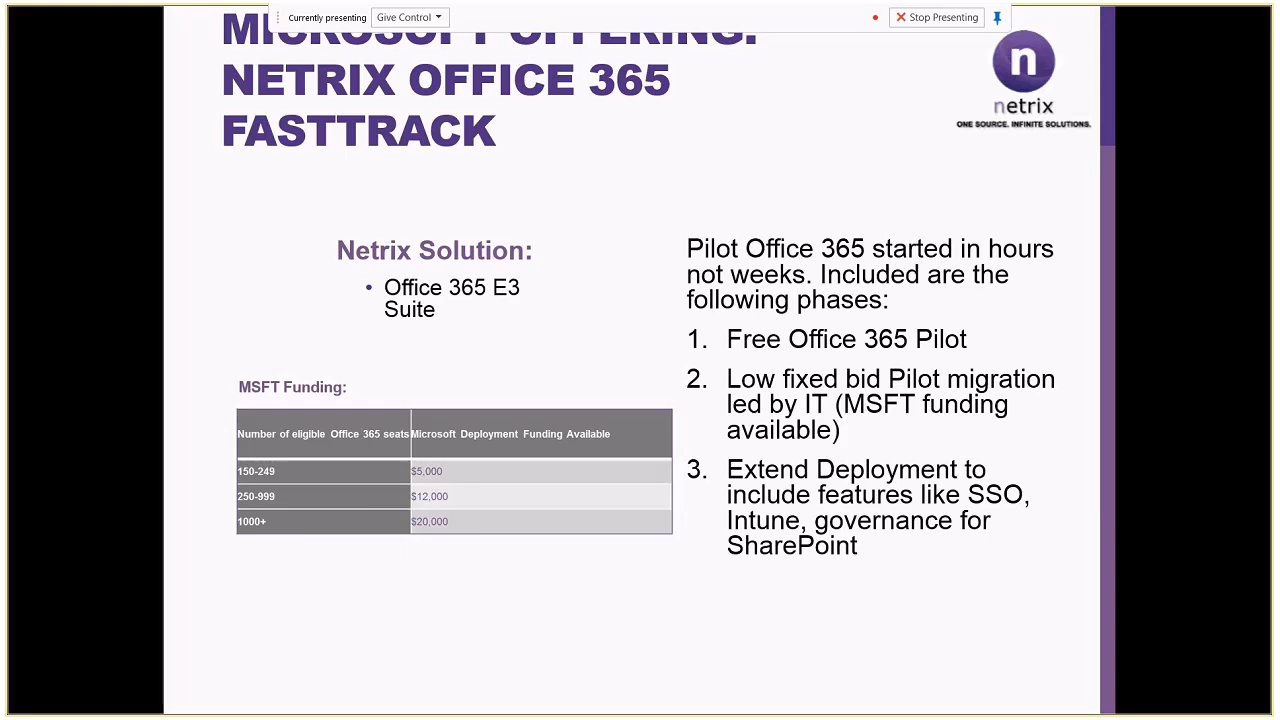 Currently presenting Give Control Stop Presenting
MICROSOFT OFFERING:
NETRIX OFFICE 365
FASTTRACK
n
netrix
ONE SOURCE. INFINITE SOLUTIONS.
Netrix Solution:
• Office 365 E3
Suite
MSFT Funding:
Number of eligible Office 365 seats Microsoft Deployment Funding Available
150-249 $5,000
250-999 $12,000
1000+ $20,000
Pilot Office 365 started in hours
not weeks. Included are the
following phases:
1. Free Office 365 Pilot
2. Low fixed bid Pilot migration
led by IT (MSFT funding
available)
3. Extend Deployment to
include features like SSO,
Intune, governance for
SharePoint